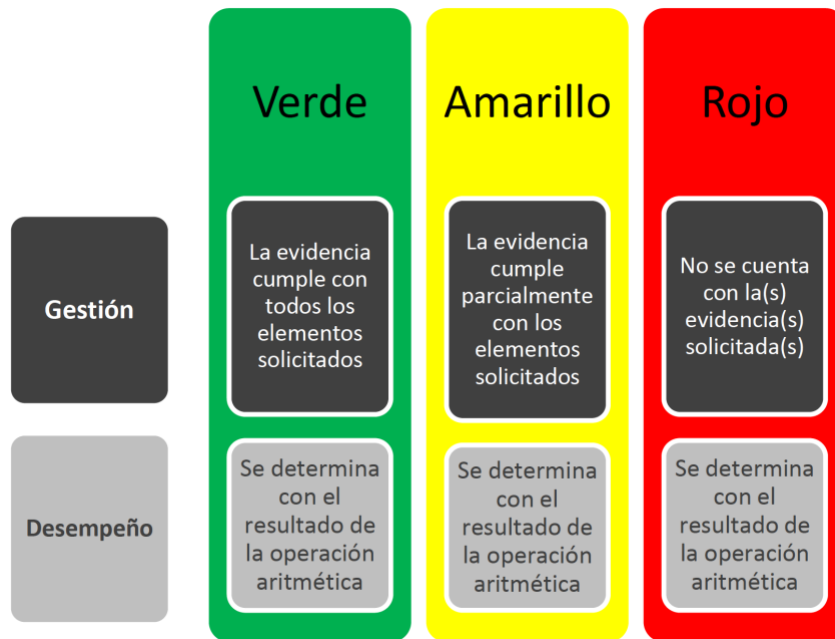 Verde
Amarillo
Rojo
Gestión
La evidencia
cumple con
todos los
elementos
solicitados
La evidencia
cumple
parcialmente
con los
elementos
solicitados
No se cuenta
con la(s)
evidencia(s)
solicitada(s)
Desempeño
Se determina
con el
resultado de
la operación
aritmética
Se determina
con el
resultado de
la operación
aritmética
Se determina
con el
resultado de
la operación
aritmética